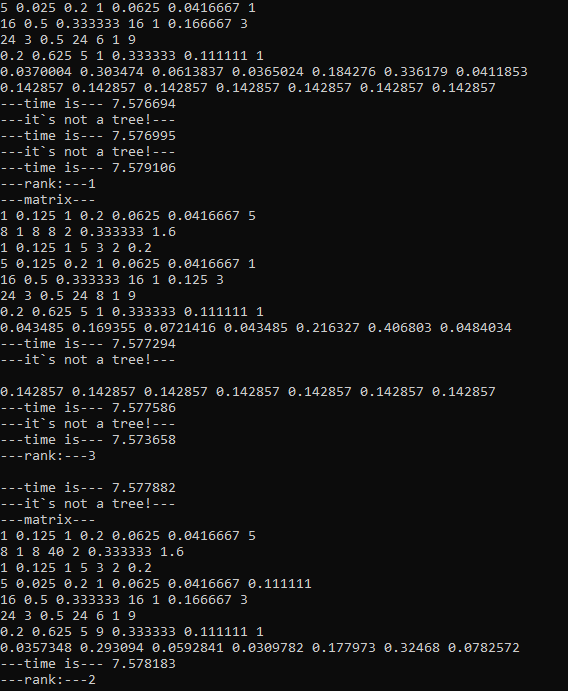 5 0.025 0.2 1 0.0625 0.0416667 1
16 0.5 0.333333 16 1 0.166667 3
24 3 0.5 24 6 1 9
0.2 0.625 5 1 0.333333 0.111111 1
0.0370004 0.303474 0.0613837 0.0365024 0.184276 0.336179 0.0411853
0.142857 0.142857 0.142857 0.142857 0.142857 0.142857 0.142857
---time is--- 7.576694
---it`s not a tree!---
---time is--- 7.576995
---it`s not a tree!---
---time is--- 7.579106
---rank:---1
---matrix---
1 0.125 1 0.2 0.0625 0.0416667 5
8 1 8 8 2 0.333333 1.6
1 0.125 1 5 3 2 0.2
5 0.125 0.2 1 0.0625 0.0416667 1
16 0.5 0.333333 16 1 0.125 3
24 3 0.5 24 8 1 9
0.2 0.625 5 1 0.333333 0.111111 1
0.043485 0.169355 0.0721416 0.043485 0.216327 0.406803 0.0484034
---time is--- 7.577294
---it`s not a tree!---
0.142857 0.142857 0.142857 0.142857 0.142857 0.142857 0.142857
---time is--- 7.577586
---it`s not a tree!---
---time is--- 7.573658
---rank:---3
---time is--- 7.577882
---it`s not a tree!---
---matrix---
1 0.125 1 0.2 0.0625 0.0416667 5
8 1 8 40 2 0.333333 1.6
1 0.125 1 5 3 2 0.2
5 0.025 0.2 1 0.0625 0.0416667 0.111111
16 0.5 0.333333 16 1 0.166667 3
24 3 0.5 24 6 1 9
0.2 0.625 5 9 0.333333 0.111111 1
0.0357348 0.293094 0.0592841 0.0309782 0.177973 0.32468 0.0782572
---time is--- 7.578183
---rank:---2